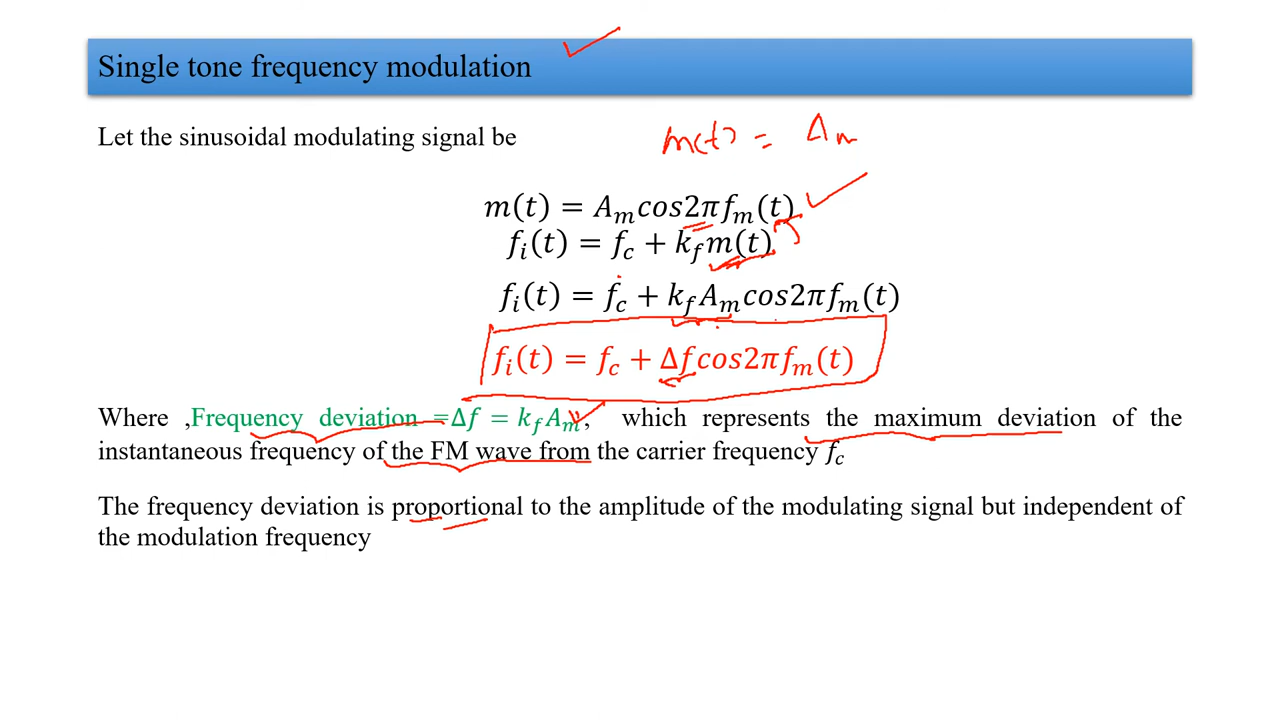 Single tone frequency modulation
Let the sinusoidal modulating signal be
m(t) = Am
m(t) = A_m cos2πf_m(t)
f_i(t) = f_c + k_f m(t)
f_i(t) = f_c + k_f A_m cos2πf_m(t)
f_i(t) = f_c + Δf cos2πf_m(t)
Where ,Frequency deviation =Δf = k_f A_m, which represents the maximum deviation of the
instantaneous frequency of the FM wave from the carrier frequency f_c
The frequency deviation is proportional to the amplitude of the modulating signal but independent of
the modulation frequency